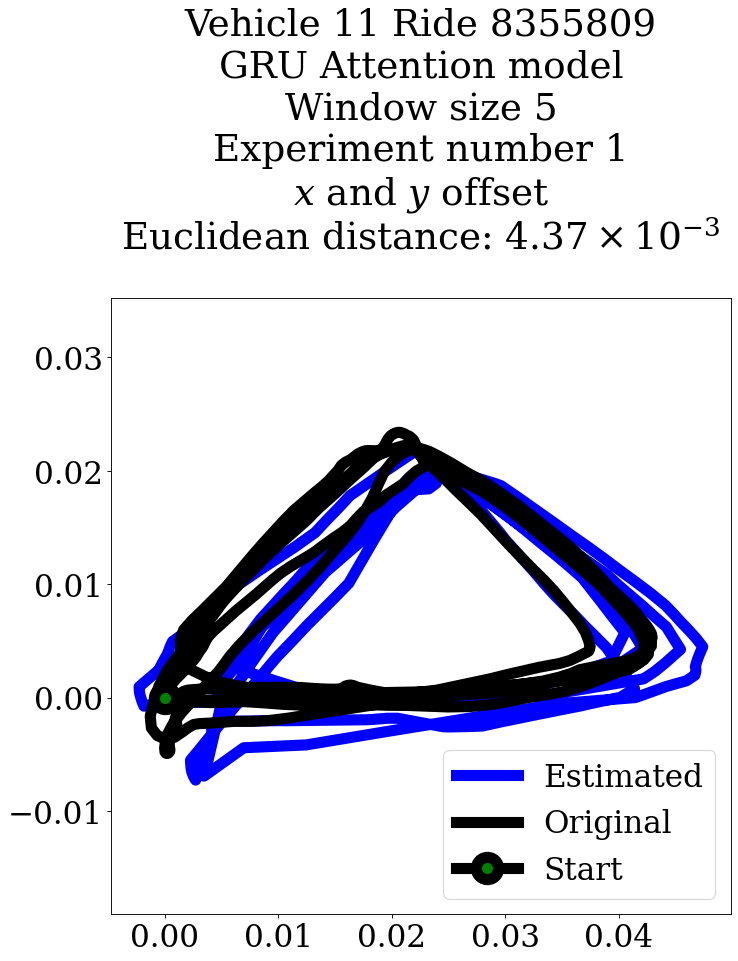 Vehicle 11 Ride 8355809
GRU Attention model
Window size 5
Experiment number 1
x and y offset
Euclidean distance: 4.37 × 10⁻³
0.03
0.02
0.01
0.00
−0.01
Estimated
Original
Start
0.00 0.01 0.02 0.03 0.04